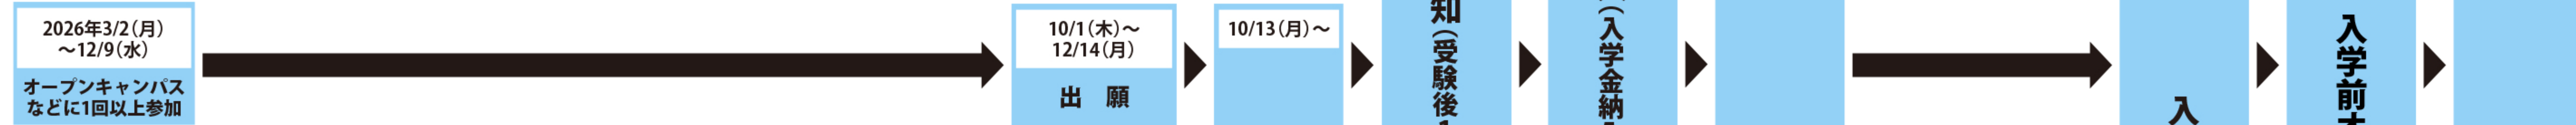 2026年3/2（月）
～12/9（水）
オープンキャンパス
などに1回以上参加
10/1（木）～
12/14（月）
出　願
10/13（月）～
知（受験後
（入学金納
入
入学前